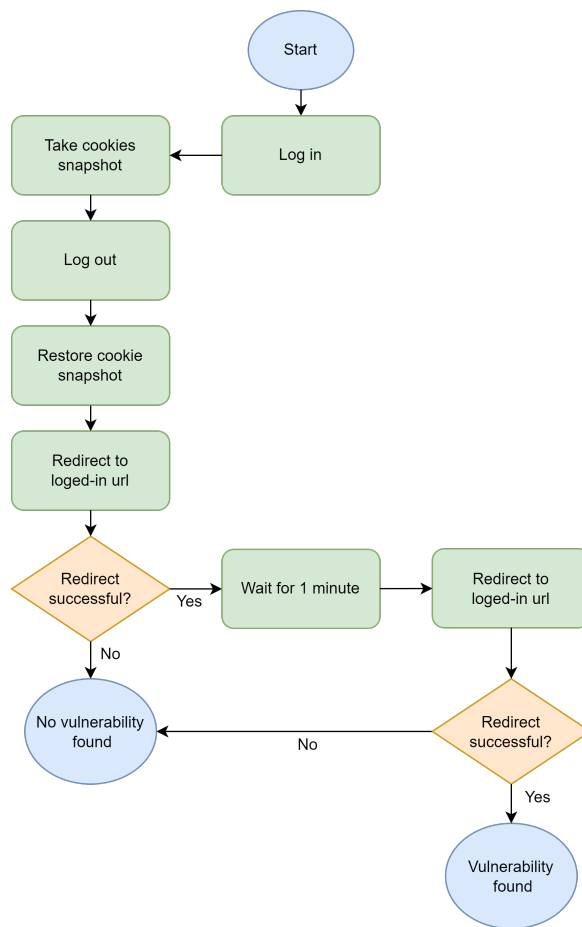 Start
Log in
Take cookies
snapshot
Log out
Restore cookie
snapshot
Redirect to
loged-in url
Redirect
successful?
Yes
No
Wait for 1 minute
Redirect to
loged-in url
Redirect
successful?
No
Yes
No vulnerability
found
Vulnerability
found